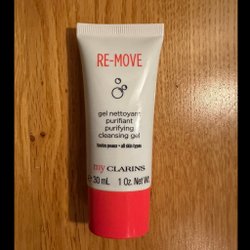 RE-MOVE
gel nettoyant
purifiant
purifying
cleansing gel
toutes peaux • all skin types
my CLARINS
30 mL 1 Oz. Net Wt.